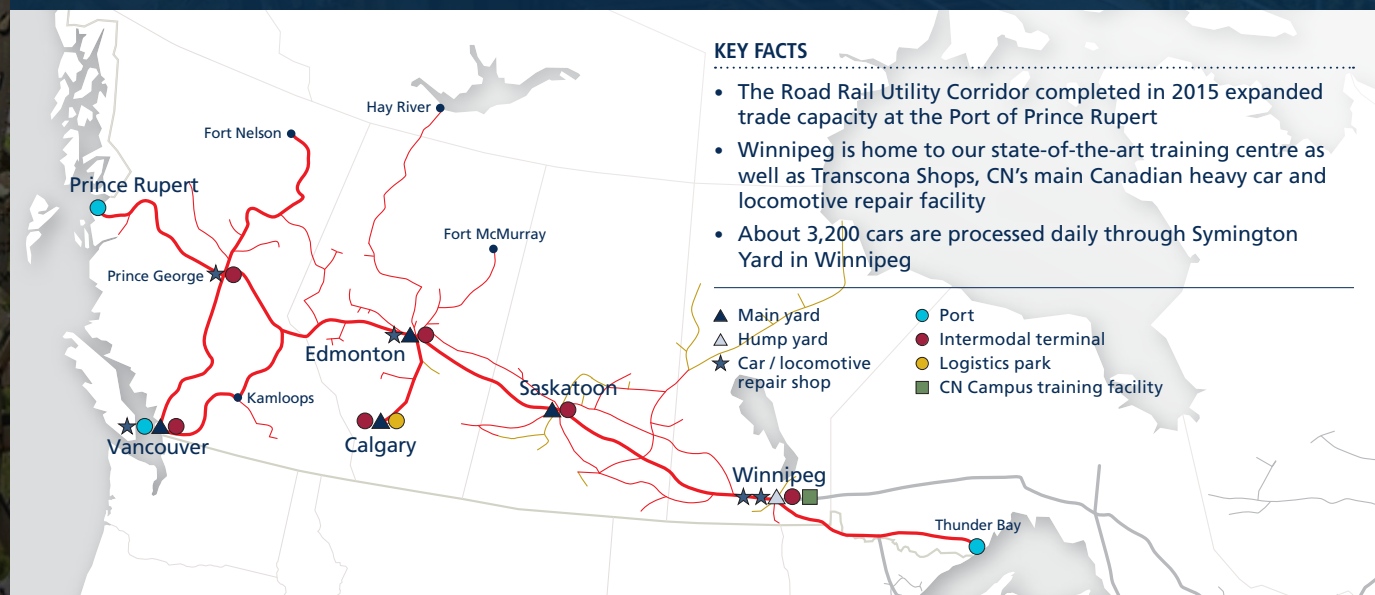 KEY FACTS
• The Road Rail Utility Corridor completed in 2015 expanded
trade capacity at the Port of Prince Rupert
• Winnipeg is home to our state-of-the-art training centre as
well as Transcona Shops, CN's main Canadian heavy car and
locomotive repair facility
• About 3,200 cars are processed daily through Symington
Yard in Winnipeg
Main yard
Hump yard
Car / locomotive
repair shop
Port
Intermodal terminal
Logistics park
CN Campus training facility
Hay River
Fort Nelson
Prince Rupert
Fort McMurray
Prince George
Edmonton
Saskatoon
Kamloops
Vancouver
Calgary
Winnipeg
Thunder Bay